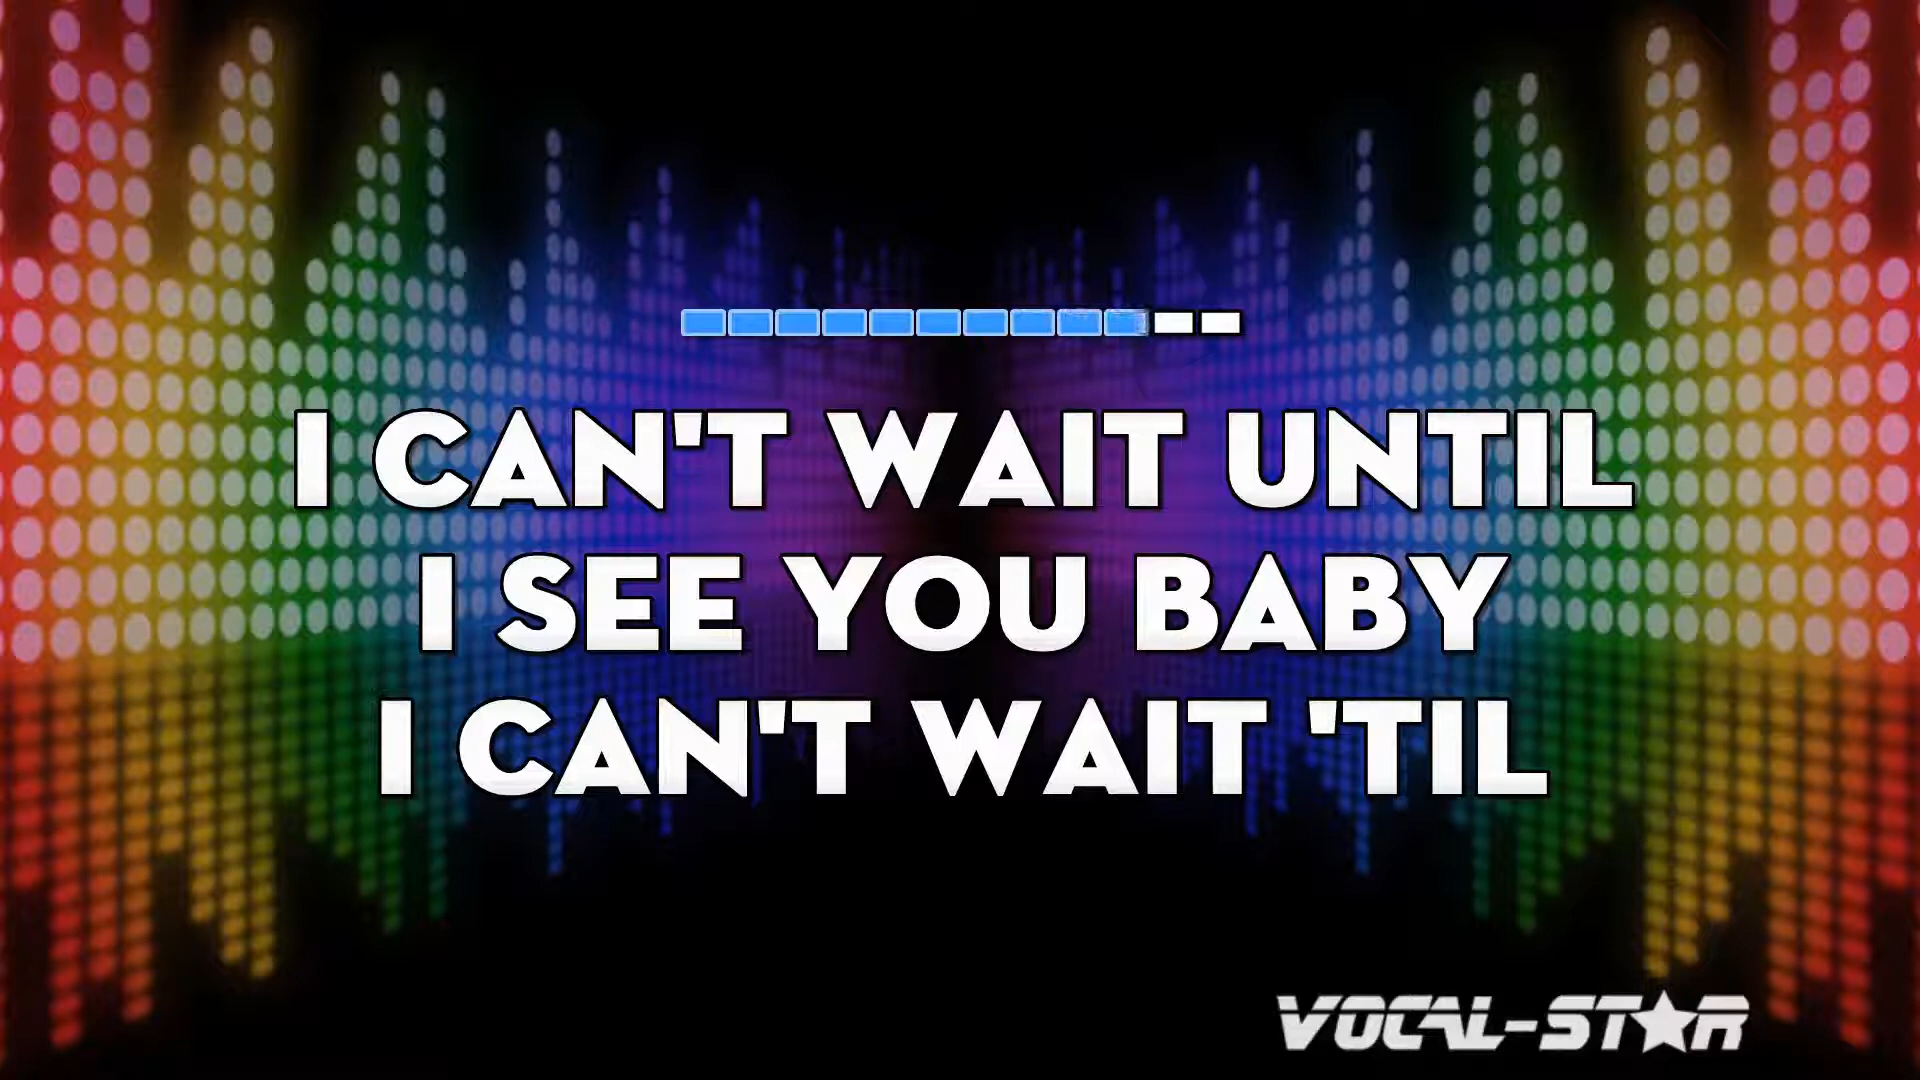 I CAN'T WAIT UNTIL
I SEE YOU BABY
I CAN'T WAIT 'TIL
VOCAL-STAR